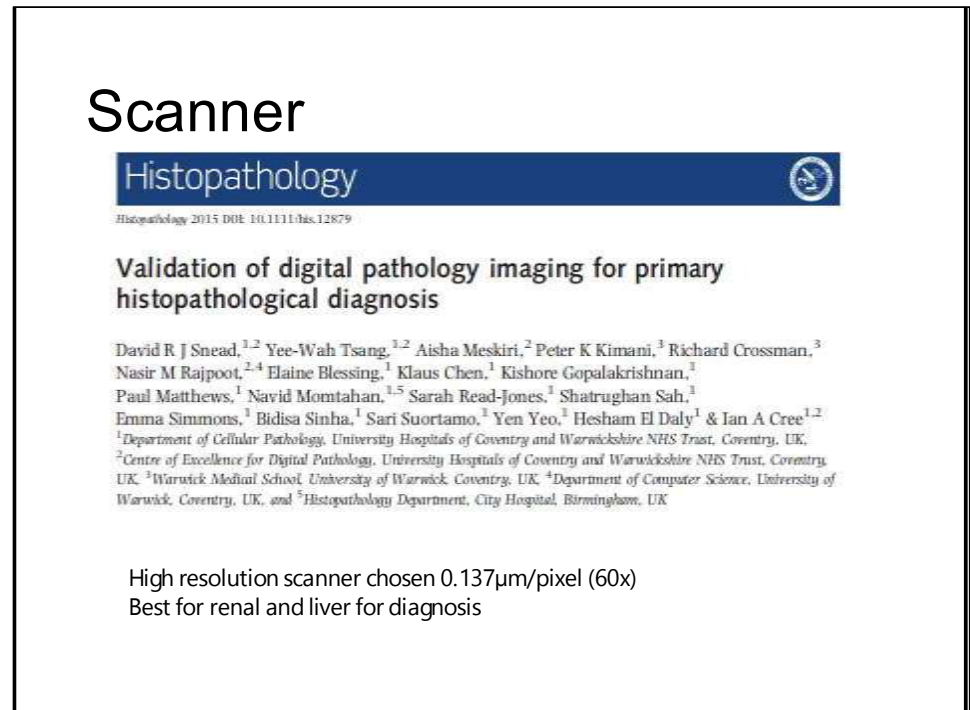 Scanner
Histopathology
Histopathology 2015 DOI: 10.1111/his.12879
Validation of digital pathology imaging for primary
histopathological diagnosis
David R J Snead,1,2 Yee-Wah Tsang,1,2 Aisha Meskiri,2 Peter K Kimani,3 Richard Crossman,3
Nasir M Rajpoot,2,4 Elaine Blessing,1 Klaus Chen,1 Kishore Gopalakrishnan,1
Paul Matthews,1 Navid Momtahan,1,5 Sarah Read-Jones,1 Shatrughan Sah,1
Emma Simmons,1 Bidisa Sinha,1 Sari Suortamo,1 Yen Yeo,1 Hesham El Daly1 & Ian A Cree1,2
1Department of Cellular Pathology, University Hospitals of Coventry and Warwickshire NHS Trust, Coventry, UK,
2Centre of Excellence for Digital Pathology, University Hospitals of Coventry and Warwickshire NHS Trust, Coventry,
UK, 3Warwick Medical School, University of Warwick, Coventry, UK, 4Department of Computer Science, University of
Warwick, Coventry, UK, and 5Histopathology Department, City Hospital, Birmingham, UK
High resolution scanner chosen 0.137µm/pixel (60x)
Best for renal and liver for diagnosis